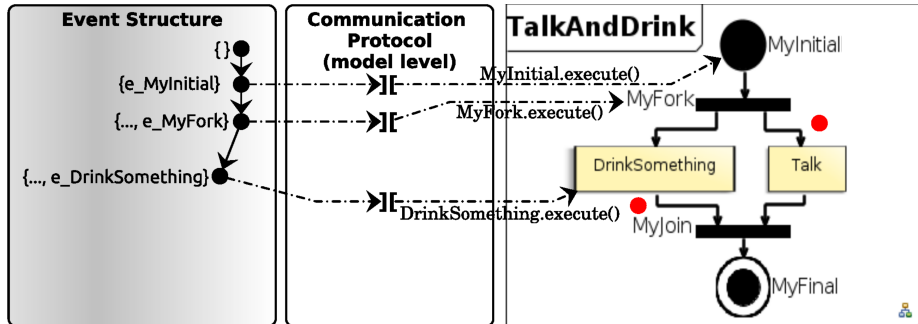 Event Structure
{}
{e_MyInitial}
{..., e_MyFork}
{..., e_DrinkSomething}
Communication
Protocol
(model level)
][
][
][
MyInitial.execute()
MyFork.execute()
DrinkSomething.execute()
TalkAndDrink
MyInitial
MyFork
DrinkSomething
Talk
MyJoin
MyFinal